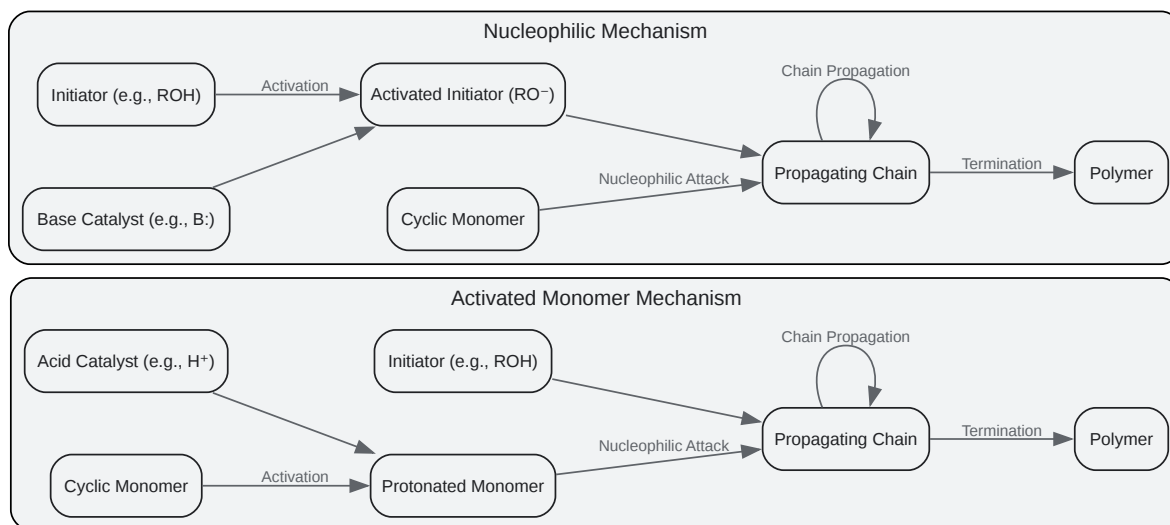 Nucleophilic Mechanism
Chain Propagation
Initiator (e.g., ROH)
Activation
Activated Initiator (RO⁻)
Propagating Chain
Termination
Polymer
Nucleophilic Attack
Base Catalyst (e.g., B:)
Cyclic Monomer
Activated Monomer Mechanism
Chain Propagation
Acid Catalyst (e.g., H⁺)
Initiator (e.g., ROH)
Propagating Chain
Termination
Polymer
Nucleophilic Attack
Cyclic Monomer
Activation
Protonated Monomer